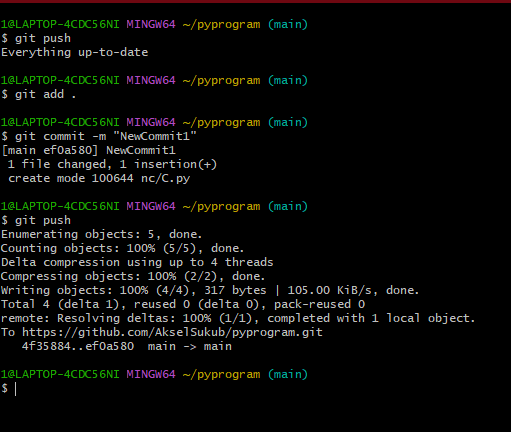 1@LAPTOP-4CDC56NI MINGW64 ~/pyprogram (main)
$ git push
Everything up-to-date
1@LAPTOP-4CDC56NI MINGW64 ~/pyprogram (main)
$ git add .
1@LAPTOP-4CDC56NI MINGW64 ~/pyprogram (main)
$ git commit -m "NewCommit1"
[main ef0a580] NewCommit1
 1 file changed, 1 insertion(+)
 create mode 100644 nc/C.py
1@LAPTOP-4CDC56NI MINGW64 ~/pyprogram (main)
$ git push
Enumerating objects: 5, done.
Counting objects: 100% (5/5), done.
Delta compression using up to 4 threads
Compressing objects: 100% (2/2), done.
Writing objects: 100% (4/4), 317 bytes | 105.00 KiB/s, done.
Total 4 (delta 1), reused 0 (delta 0), pack-reused 0
remote: Resolving deltas: 100% (1/1), completed with 1 local object.
To https://github.com/AkselSukub/pyprogram.git
   4f35884..ef0a580  main -> main
1@LAPTOP-4CDC56NI MINGW64 ~/pyprogram (main)
$